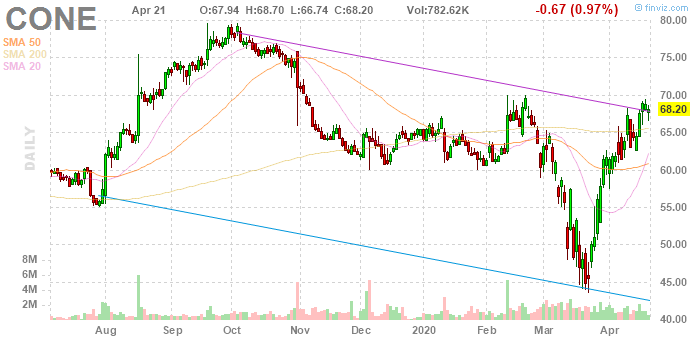 CONE Apr 21 O:67.94 H:68.70 L:66.74 C:68.20 Vol:782.62K -0.67 (0.97%) © finviz.com
SMA 50
SMA 200
SMA 20
DAILY
80.00
75.00
70.00
68.20
65.00
60.00
55.00
50.00
45.00
40.00
8M
6M
4M
2M
Aug Sep Oct Nov Dec 2020 Feb Mar Apr